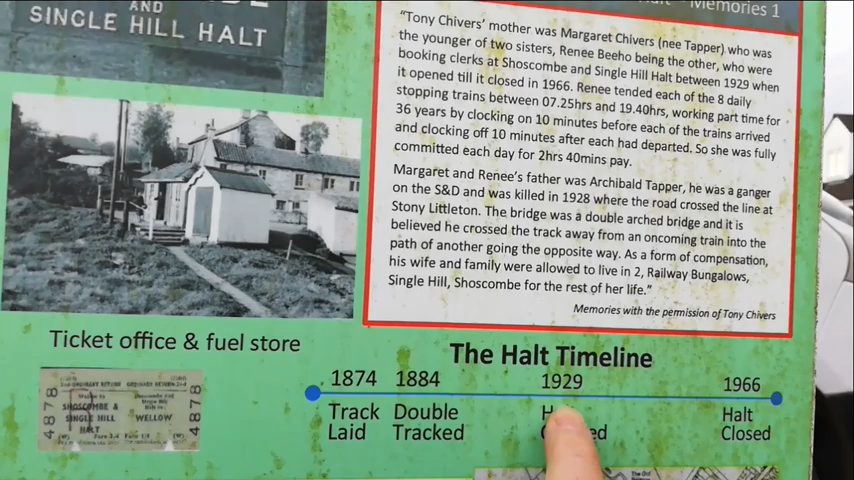 AND
SINGLE HILL HALT
Memories 1
"Tony Chivers' mother was Margaret Chivers (nee Tapper) who was
the younger of two sisters, Renee Beeho being the other, who were
booking clerks at Shoscombe and Single Hill Halt between 1929 when
it opened till it closed in 1966. Renee tended each of the 8 daily
stopping trains between 07.25hrs and 19.40hrs, working part time for
36 years by clocking on 10 minutes before each of the trains arrived
and clocking off 10 minutes after each had departed. So she was fully
committed each day for 2hrs 40mins pay.
Margaret and Renee's father was Archibald Tapper, he was a ganger
on the S&D and was killed in 1928 where the road crossed the line at
Stony Littleton. The bridge was a double arched bridge and it is
believed he crossed the track away from an oncoming train into the
path of another going the opposite way. As a form of compensation,
his wife and family were allowed to live in 2, Railway Bungalows,
Single Hill, Shoscombe for the rest of her life."
Memories with the permission of Tony Chivers
Ticket office & fuel store
4878
SHOSCOMBE &
SINGLE HILL
HALT
WELLOW
4878
The Halt Timeline
1874 1884 1929 1966
Track Laid
Double Tracked
Halt Closed